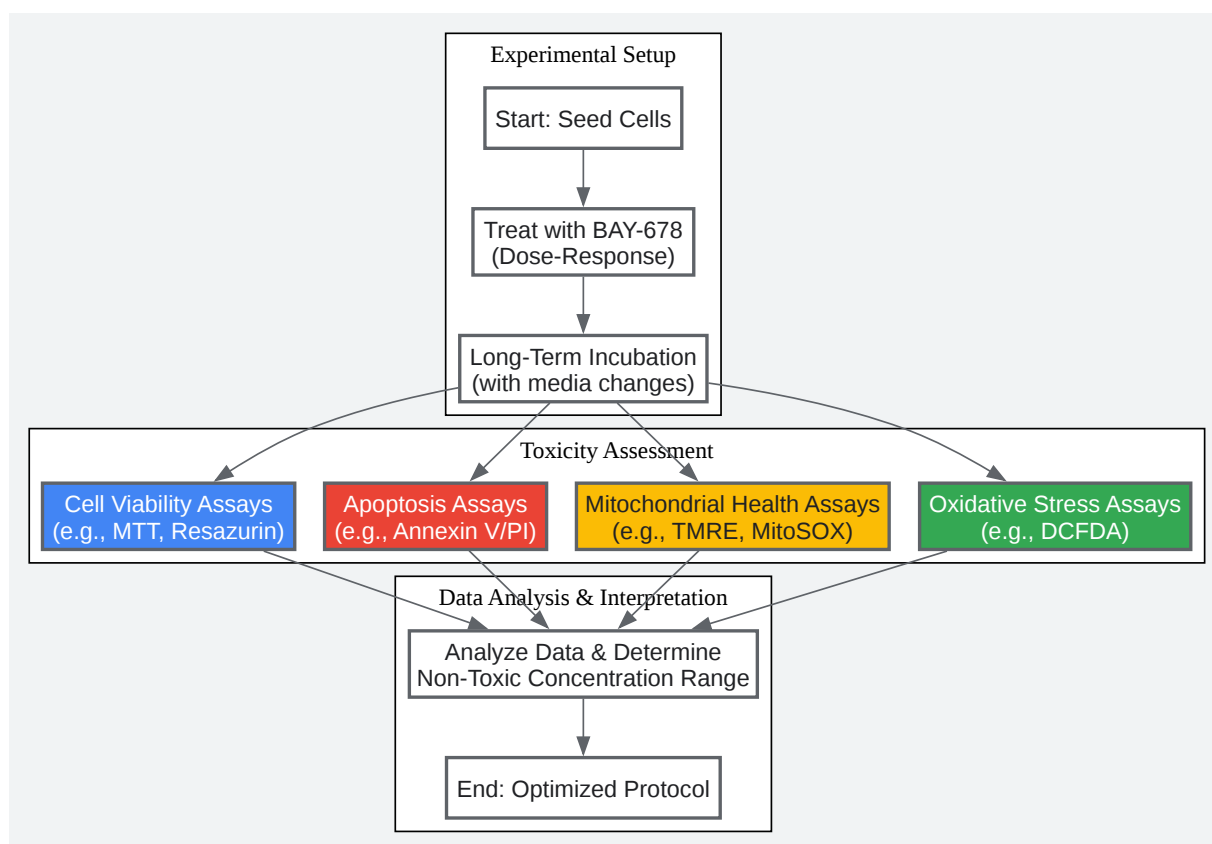 Experimental Setup
Start: Seed Cells
Treat with BAY-678
(Dose-Response)
Long-Term Incubation
(with media changes)
Toxicity Assessment
Cell Viability Assays
(e.g., MTT, Resazurin)
Apoptosis Assays
(e.g., Annexin V/PI)
Mitochondrial Health Assays
(e.g., TMRE, MitoSOX)
Oxidative Stress Assays
(e.g., DCFDA)
Data Analysis & Interpretation
Analyze Data & Determine
Non-Toxic Concentration Range
End: Optimized Protocol